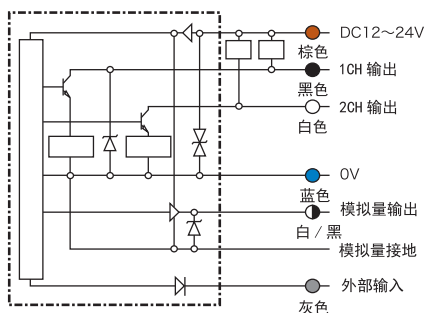 DC12～24V
棕色
1CH 输出
黑色
2CH 输出
白色
0V
蓝色
模拟量输出
白 / 黑
模拟量接地
外部输入
灰色